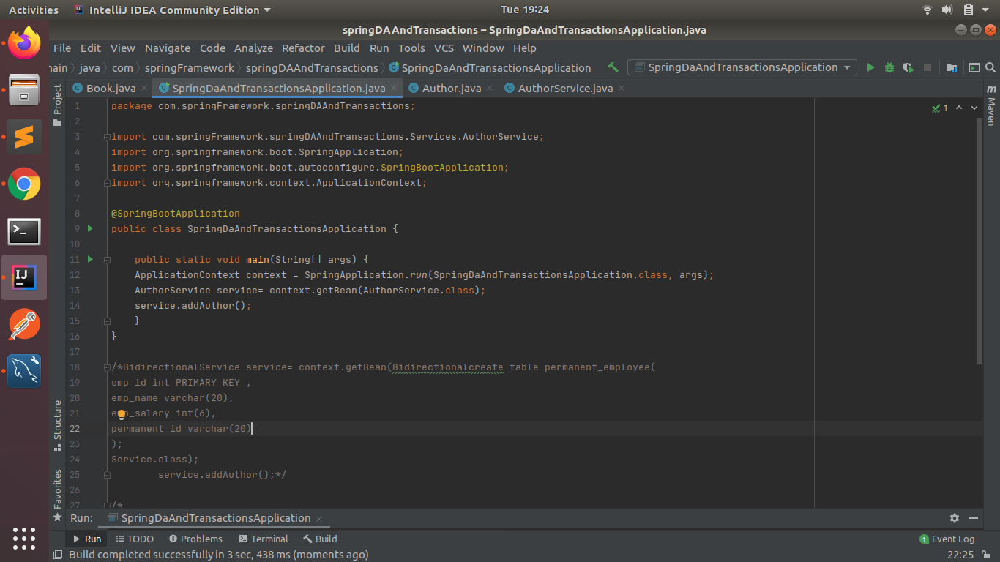 Activities IntelliJ IDEA Community Edition Tue 19:24
springDAAndTransactions – SpringDaAndTransactionsApplication.java
File Edit View Navigate Code Analyze Refactor Build Run Tools VCS Window Help
nain java com springFramework springDAAndTransactions SpringDaAndTransactionsApplication SpringDaAndTransactionsApplication
Book.java SpringDaAndTransactionsApplication.java Author.java AuthorService.java
Project
Structure
Favorites
m Maven
1
1 package com.springFramework.springDAAndTransactions;
2
3 import com.springFramework.springDAAndTransactions.Services.AuthorService;
4 import org.springframework.boot.SpringApplication;
5 import org.springframework.boot.autoconfigure.SpringBootApplication;
6 import org.springframework.context.ApplicationContext;
7
8 @SpringBootApplication
9 public class SpringDaAndTransactionsApplication {
10
11 public static void main(String[] args) {
12 ApplicationContext context = SpringApplication.run(SpringDaAndTransactionsApplication.class, args);
13 AuthorService service= context.getBean(AuthorService.class);
14 service.addAuthor();
15 }
16 }
17
18 /*BidirectionalService service= context.getBean(Bidirectionalcreate table permanent_employee(
19 emp_id int PRIMARY KEY ,
20 emp_name varchar(20),
21 emp_salary int(6),
22 permanent_id varchar(20)
23 );
24 Service.class);
25 service.addAuthor();*/
26
27 /*
Run: SpringDaAndTransactionsApplication
Run TODO Problems Terminal Build 1 Event Log
Build completed successfully in 3 sec, 438 ms (moments ago) 22:25